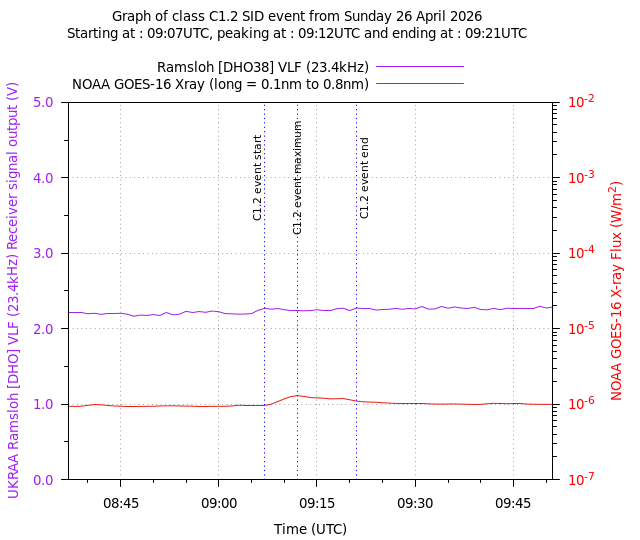 Graph of class C1.2 SID event from Sunday 26 April 2026
Starting at : 09:07UTC, peaking at : 09:12UTC and ending at : 09:21UTC
Ramsloh [DHO38] VLF (23.4kHz)
NOAA GOES-16 Xray (long = 0.1nm to 0.8nm)
UKRAA Ramsloh [DHO] VLF (23.4kHz) Receiver signal output (V)
5.0
4.0
3.0
2.0
1.0
0.0
C1.2 event start
C1.2 event maximum
C1.2 event end
10-2
10-3
10-4
10-5
10-6
10-7
NOAA GOES-16 X-ray Flux (W/m2)
08:45 09:00 09:15 09:30 09:45
Time (UTC)